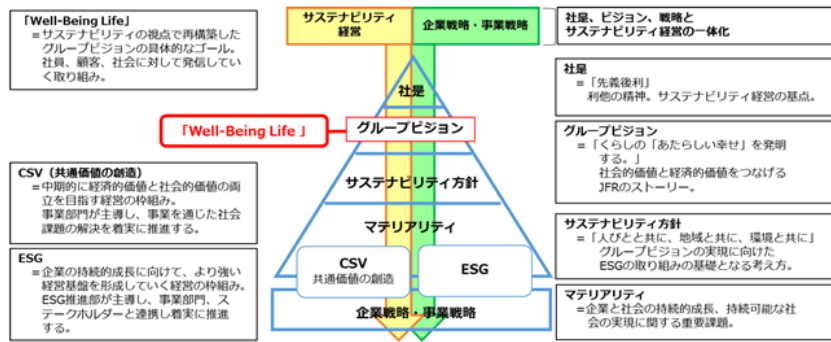 「Well-Being Life」
＝サステナビリティの視点で再構築した
グループビジョンの具体的なゴール。
社員、顧客、社会に対して発信してい
く取り組み。
CSV（共通価値の創造）
＝中期的に経済的価値と社会的価値の両
立を目指す経営の枠組み。
事業部門が主導し、事業を通じた社会
課題の解決を着実に推進する。
ESG
＝企業の持続的成長に向けて、より強い
経営基盤を形成していく経営の枠組み。
ESG推進部が主導し、事業部門、ス
テークホルダーと連携し着実に推進
する。
サステナビリティ
経営
企業戦略・事業戦略
社是
「Well-Being Life 」
グループビジョン
サステナビリティ方針
マテリアリティ
CSV
共通価値の創造
ESG
企業戦略・事業戦略
社是、ビジョン、戦略と
サステナビリティ経営の一体化
社是
＝「先義後利」
利他の精神。サステナビリティ経営の基点。
グループビジョン
＝「くらしの「あたらしい幸せ」を発明
する。」
社会的価値と経済的価値をつなげる
JFRのストーリー。
サステナビリティ方針
＝「人びとと共に、地域と共に、環境と共に」
グループビジョンの実現に向けた
ESGの取り組みの基礎となる考え方。
マテリアリティ
＝企業と社会の持続的成長、持続可能な社
会の実現に関する重要課題。